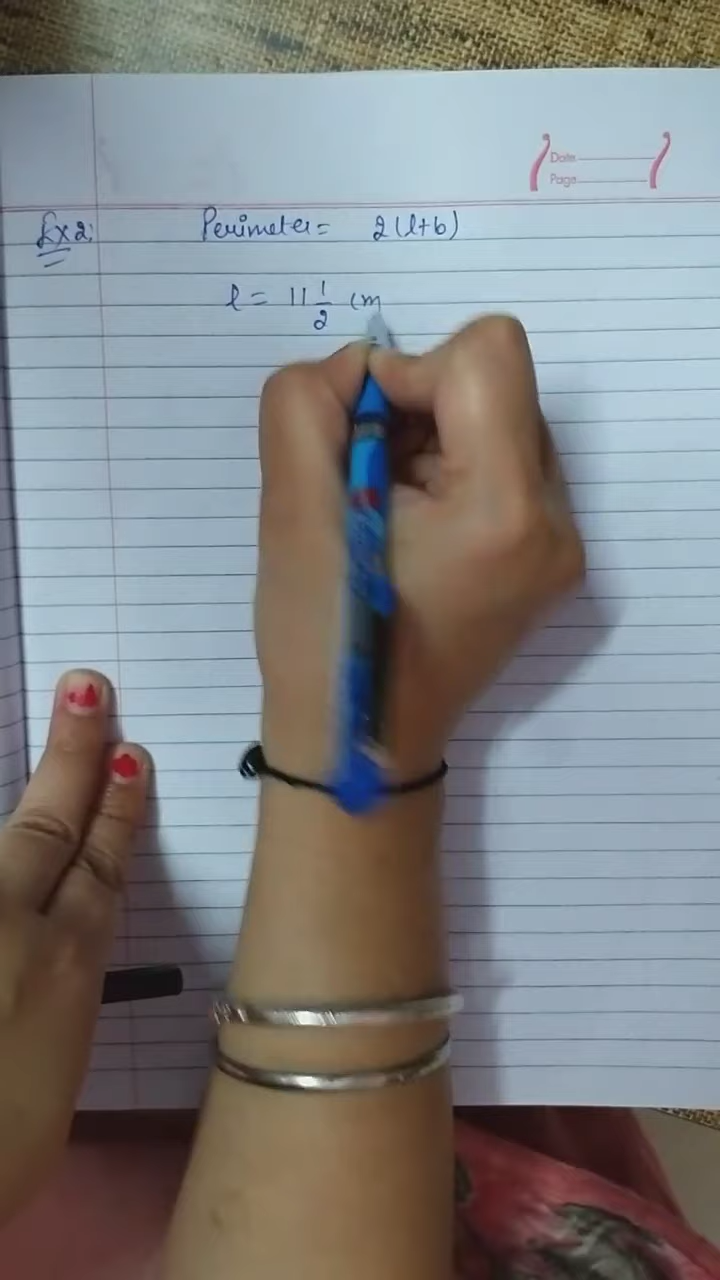 Date
Page
Ex 2: Perimeter = 2(l+b)
l = 11 1/2 cm